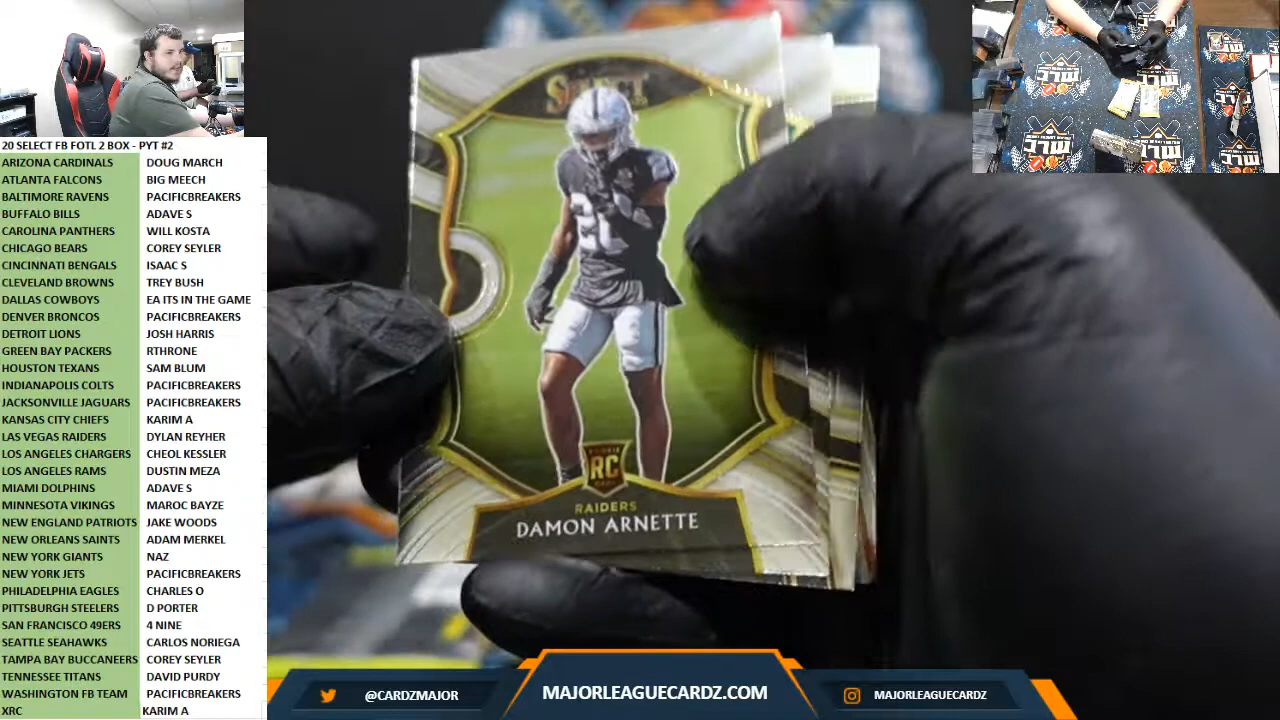 20 SELECT FB FOTL 2 BOX - PYT #2
ARIZONA CARDINALS DOUG MARCH
ATLANTA FALCONS BIG MEECH
BALTIMORE RAVENS PACIFICBREAKERS
BUFFALO BILLS ADAVE S
CAROLINA PANTHERS WILL KOSTA
CHICAGO BEARS COREY SEYLER
CINCINNATI BENGALS ISAAC S
CLEVELAND BROWNS TREY BUSH
DALLAS COWBOYS EA ITS IN THE GAME
DENVER BRONCOS PACIFICBREAKERS
DETROIT LIONS JOSH HARRIS
GREEN BAY PACKERS RTHRONE
HOUSTON TEXANS SAM BLUM
INDIANAPOLIS COLTS PACIFICBREAKERS
JACKSONVILLE JAGUARS PACIFICBREAKERS
KANSAS CITY CHIEFS KARIM A
LAS VEGAS RAIDERS DYLAN REYHER
LOS ANGELES CHARGERS CHEOL KESSLER
LOS ANGELES RAMS DUSTIN MEZA
MIAMI DOLPHINS ADAVE S
MINNESOTA VIKINGS MAROC BAYZE
NEW ENGLAND PATRIOTS JAKE WOODS
NEW ORLEANS SAINTS ADAM MERKEL
NEW YORK GIANTS NAZ
NEW YORK JETS PACIFICBREAKERS
PHILADELPHIA EAGLES CHARLES O
PITTSBURGH STEELERS D PORTER
SAN FRANCISCO 49ERS 4 NINE
SEATTLE SEAHAWKS CARLOS NORIEGA
TAMPA BAY BUCCANEERS COREY SEYLER
TENNESSEE TITANS DAVID PURDY
WASHINGTON FB TEAM PACIFICBREAKERS
XRC KARIM A
SELECT
20
RC
RAIDERS
DAMON ARNETTE
@CARDZMAJOR
MAJORLEAGUECARDZ.COM
MAJORLEAGUECARDZ